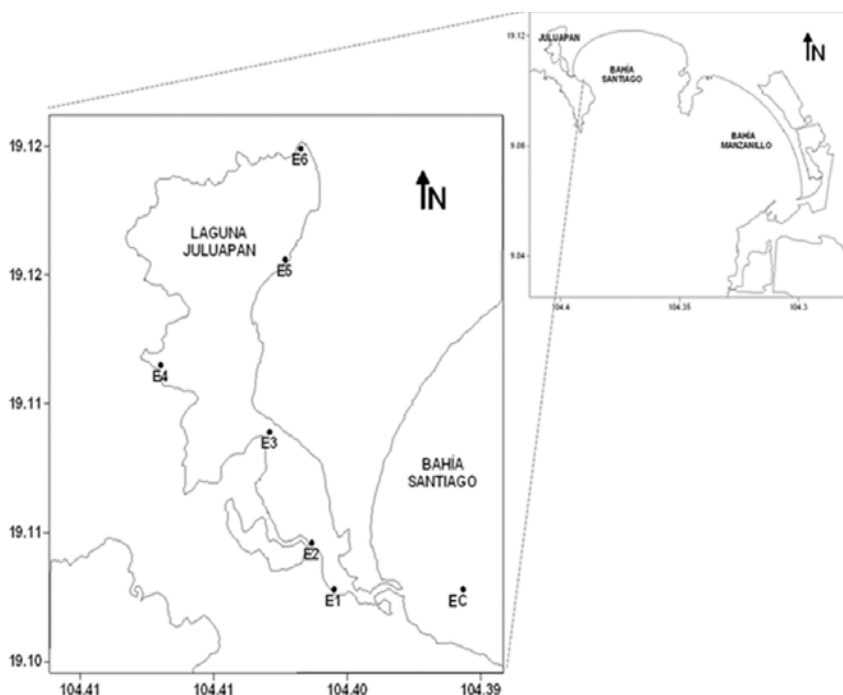 19.12
19.12
19.11
19.11
19.10
104.41
104.41
104.40
104.39
LAGUNA
JULUAPAN
E6
E5
E4
E3
E2
E1
EC
BAHÍA
SANTIAGO
N
19.12
9.08
9.04
104.4
104.35
104.3
JULUAPAN
BAHÍA
SANTIAGO
BAHÍA
MANZANILLO
N